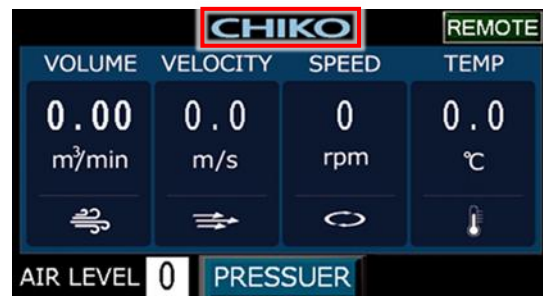 CHIKO REMOTE
VOLUME VELOCITY SPEED TEMP
0.00 0.0 0 0.0
m³/min m/s rpm ℃
AIR LEVEL 0 PRESSUER